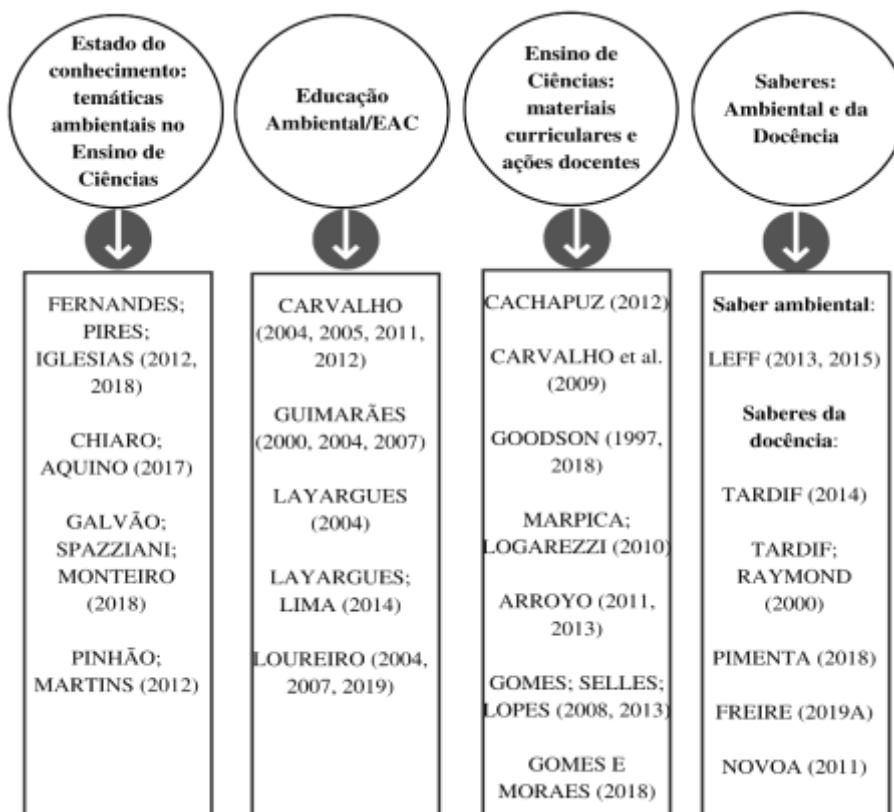 Estado do
conhecimento:
temáticas
ambientais no
Ensino de
Ciências
Educação
Ambiental/EAC
Ensino de
Ciências:
materiais
curriculares e
ações docentes
Saberes:
Ambiental e da
Docência
FERNANDES;
PIRES;
IGLESIAS (2012,
2018)
CHIARO;
AQUINO (2017)
GALVÃO;
SPAZZIANI;
MONTEIRO
(2018)
PINHÃO;
MARTINS (2012)
CARVALHO
(2004, 2005, 2011,
2012)
GUIMARÃES
(2000, 2004, 2007)
LAYARGUES
(2004)
LAYARGUES;
LIMA (2014)
LOUREIRO (2004,
2007, 2019)
CACHAPUZ (2012)
CARVALHO et al.
(2009)
GOODSON (1997,
2018)
MARPICA;
LOGAREZZI (2010)
ARROYO (2011,
2013)
GOMES; SELLES;
LOPES (2008, 2013)
GOMES E
MORAES (2018)
Saber ambiental:
LEFF (2013, 2015)
Saberes da
docência:
TARDIF (2014)
TARDIF;
RAYMOND
(2000)
PIMENTA (2018)
FREIRE (2019A)
NOVOA (2011)